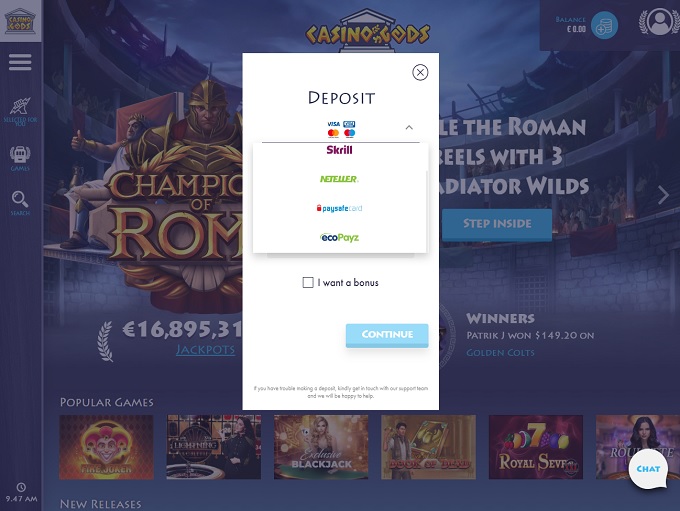 CASINO GODS
CASINO GODS
BALANCE
€ 0.00
SELECTED FOR
YOU
GAMES
SEARCH
9.47 AM
CHAMPION
OF
ROM
LE THE ROMAN
EELS WITH 3
ADIATOR WILDS
STEP INSIDE
DEPOSIT
VISA
Skrill
NETELLER
paysafecard
ecoPayz
I want a bonus
CONTINUE
If you have trouble making a deposit, kindly get in touch with our support team
and we will be happy to help.
€16,895,31
JACKPOTS
WINNERS
PATRIK J WON $149.20 ON
GOLDEN COLTS
POPULAR GAMES
FIRE JOKER
LIGHTNING
Exclusive
BLACKJACK
BOOK OF DEAD
ROYAL SEVE
ROULETTE
CHAT
NEW RELEASES